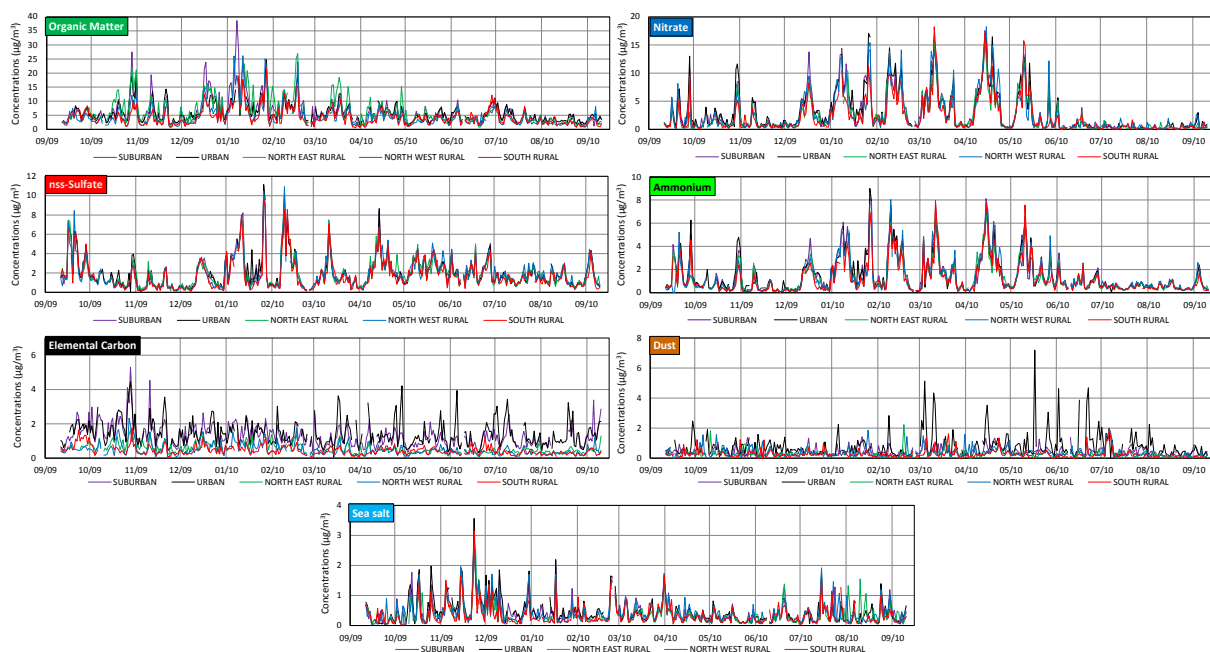 Organic Matter
Concentrations (µg/m³)
40
35
30
25
20
15
10
5
0
09/09 10/09 11/09 12/09 01/10 02/10 03/10 04/10 05/10 06/10 07/10 08/10 09/10
SUBURBAN URBAN NORTH EAST RURAL NORTH WEST RURAL SOUTH RURAL
Nitrate
Concentrations (µg/m³)
20
15
10
5
0
09/09 10/09 11/09 12/09 01/10 02/10 03/10 04/10 05/10 06/10 07/10 08/10 09/10
SUBURBAN URBAN NORTH EAST RURAL NORTH WEST RURAL SOUTH RURAL
nss-Sulfate
Concentrations (µg/m³)
12
10
8
6
4
2
0
09/09 10/09 11/09 12/09 01/10 02/10 03/10 04/10 05/10 06/10 07/10 08/10 09/10
SUBURBAN URBAN NORTH EAST RURAL NORTH WEST RURAL SOUTH RURAL
Ammonium
Concentrations (µg/m³)
10
8
6
4
2
0
09/09 10/09 11/09 12/09 01/10 02/10 03/10 04/10 05/10 06/10 07/10 08/10 09/10
SUBURBAN URBAN NORTH EAST RURAL NORTH WEST RURAL SOUTH RURAL
Elemental Carbon
Concentrations (µg/m³)
6
4
2
0
09/09 10/09 11/09 12/09 01/10 02/10 03/10 04/10 05/10 06/10 07/10 08/10 09/10
SUBURBAN URBAN NORTH EAST RURAL NORTH WEST RURAL SOUTH RURAL
Dust
Concentrations (µg/m³)
8
6
4
2
0
09/09 10/09 11/09 12/09 01/10 02/10 03/10 04/10 05/10 06/10 07/10 08/10 09/10
SUBURBAN URBAN NORTH EAST RURAL NORTH WEST RURAL SOUTH RURAL
Sea salt
Concentrations (µg/m³)
4
3
2
1
0
09/09 10/09 11/09 12/09 01/10 02/10 03/10 04/10 05/10 06/10 07/10 08/10 09/10
SUBURBAN URBAN NORTH EAST RURAL NORTH WEST RURAL SOUTH RURAL